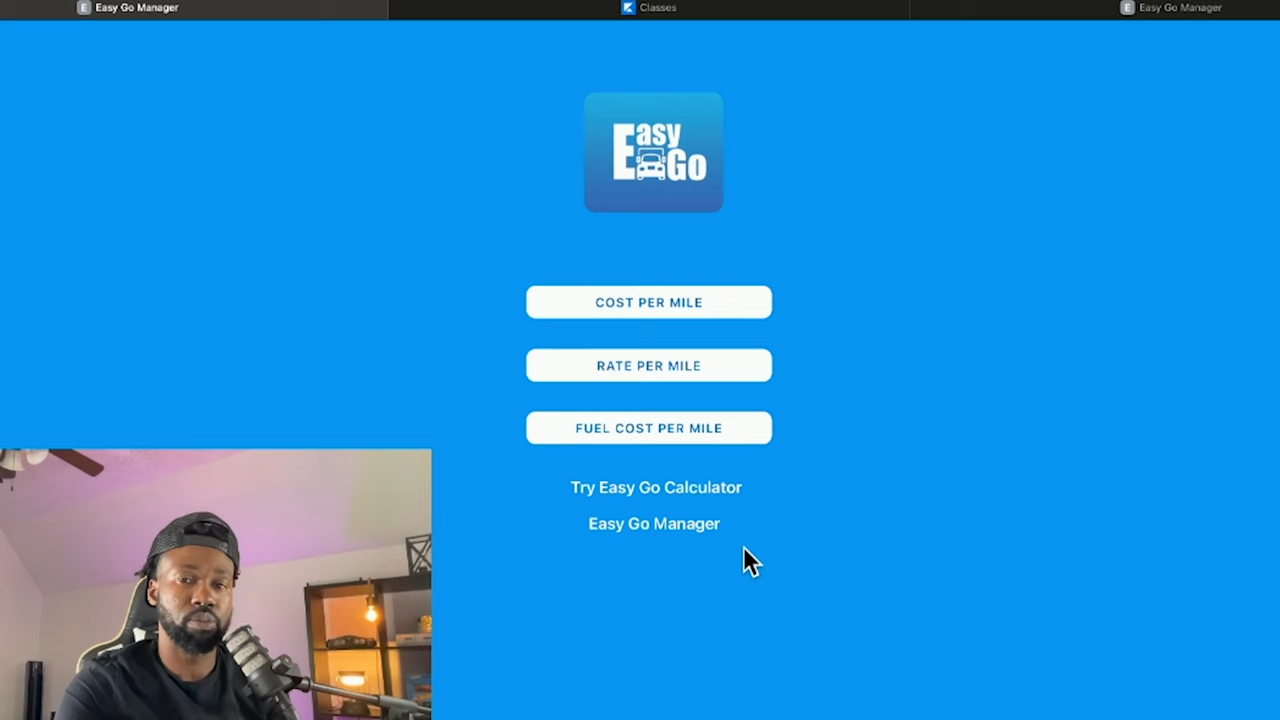 Easy Go Manager
Classes
Easy Go Manager
Easy
Go
COST PER MILE
RATE PER MILE
FUEL COST PER MILE
Try Easy Go Calculator
Easy Go Manager